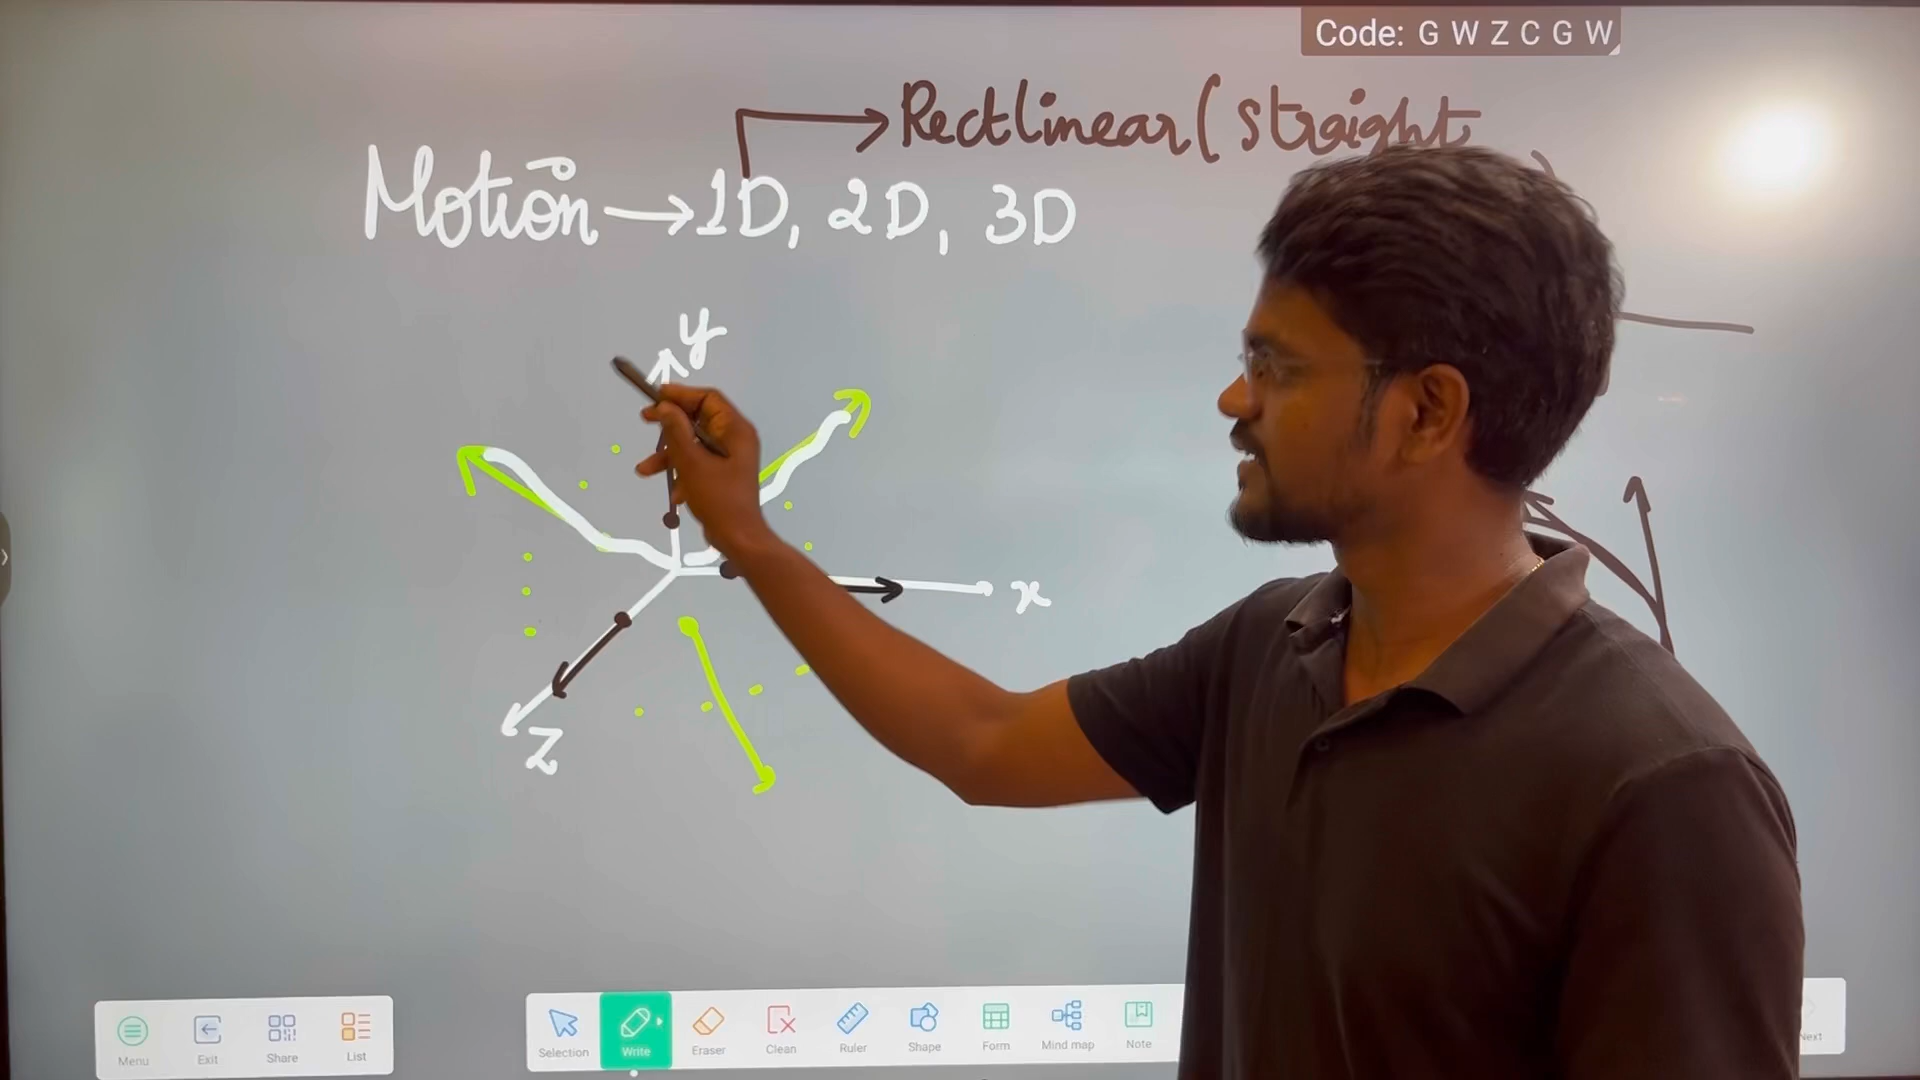 Code: G W Z C G W
Rectlinear (straight
Motion → 1D, 2D, 3D
y
x
z
Menu Exit Share List
Selection Write Eraser Clean Ruler Shape Form Mind map Note Next